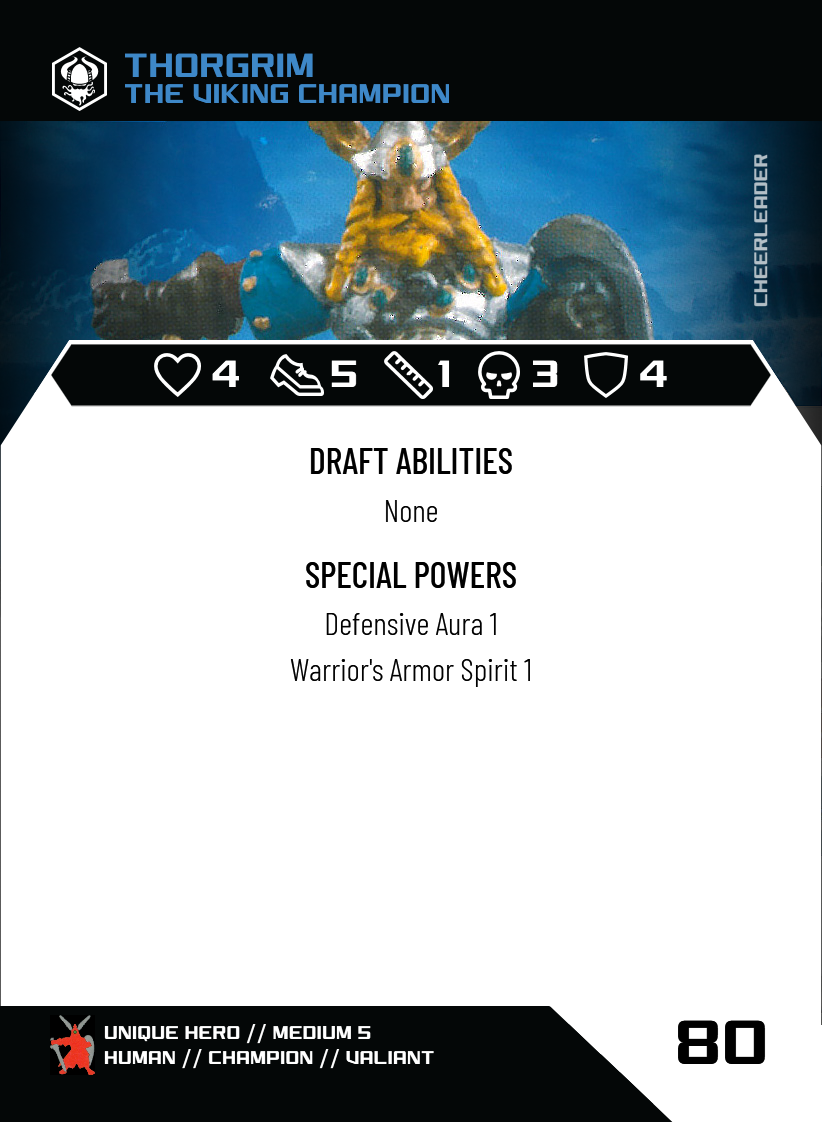 THORGRIM
THE VIKING CHAMPION
CHEERLEADER
4 5 1 3 4
DRAFT ABILITIES
None
SPECIAL POWERS
Defensive Aura 1
Warrior's Armor Spirit 1
UNIQUE HERO // MEDIUM 5
HUMAN // CHAMPION // VALIANT
80